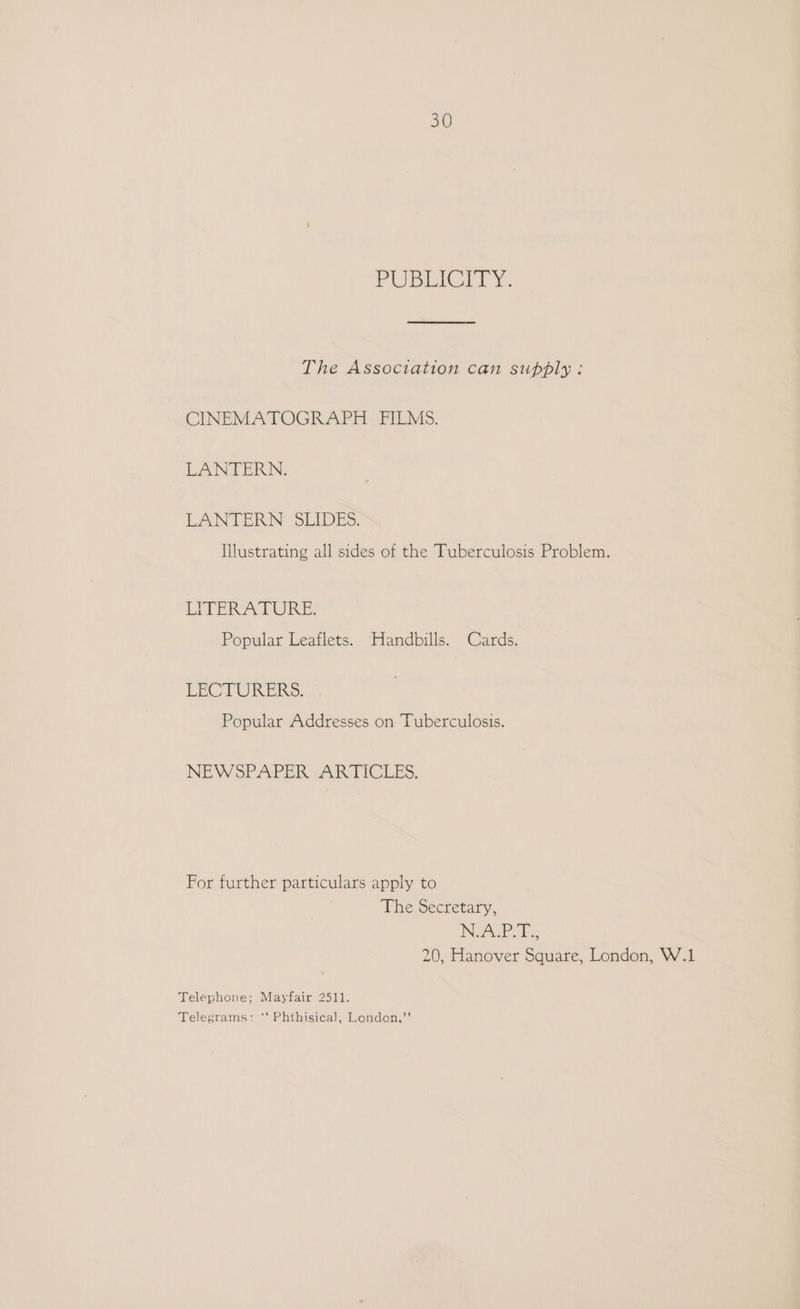 30
PUBLICITY.
The Association can supply :
CINEMATOGRAPH FILMS.
LANTERN.
LANTERN SLIDES.
Illustrating all sides of the Tuberculosis Problem.
LITERATURE.
Popular Leaflets. Handbills. Cards.
LECTURERS.
Popular Addresses on Tuberculosis.
NEWSPAPER ARTICLES.
For further particulars apply to
The Secretary,
N.A.P.T.,
20, Hanover Square, London, W.1
Telephone; Mayfair 2511.
Telegrams: “ Phthisical, London,”